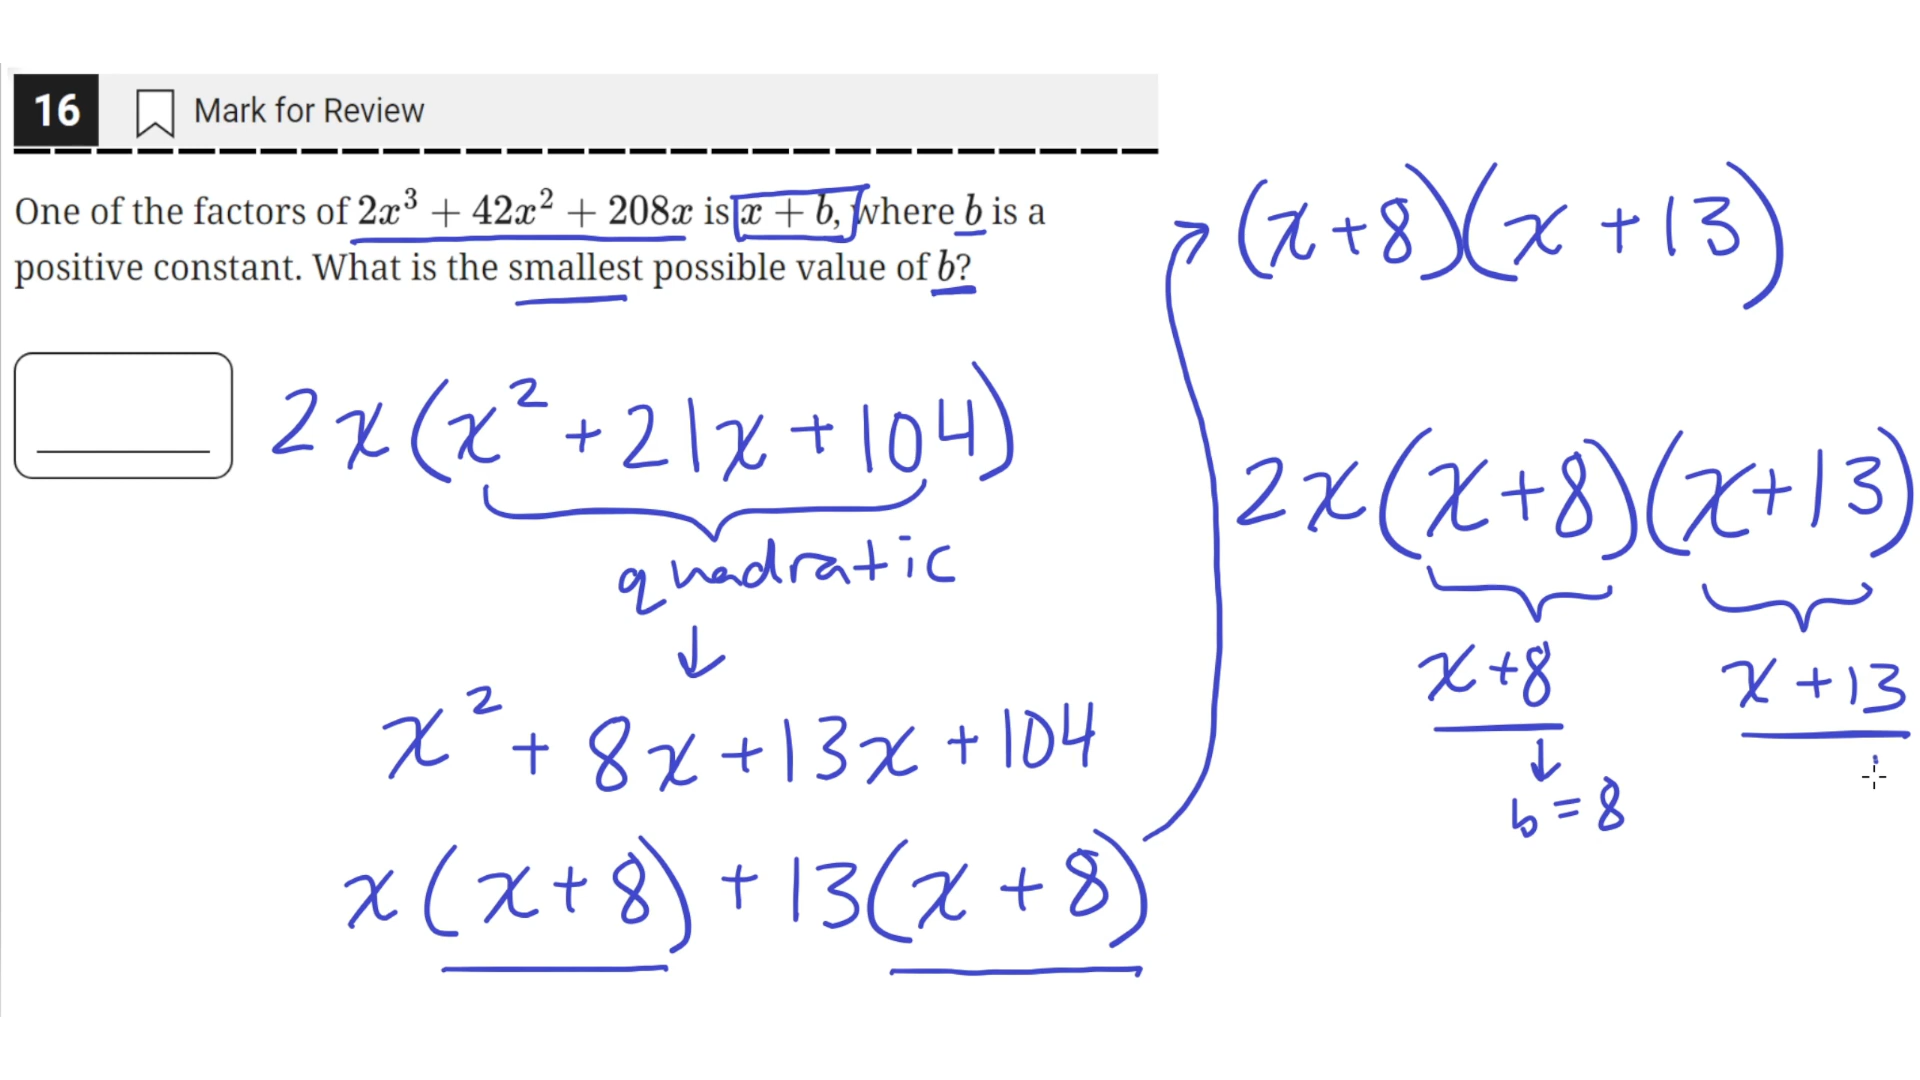 16 Mark for Review
One of the factors of 2x³ + 42x² + 208x is x + b, where b is a
positive constant. What is the smallest possible value of b?
2x(x² + 21x + 104)
quadratic
↓
x² + 8x + 13x + 104
x(x + 8) + 13(x + 8)
(x + 8)(x + 13)
2x(x + 8)(x + 13)
x + 8 x + 13
↓
b = 8